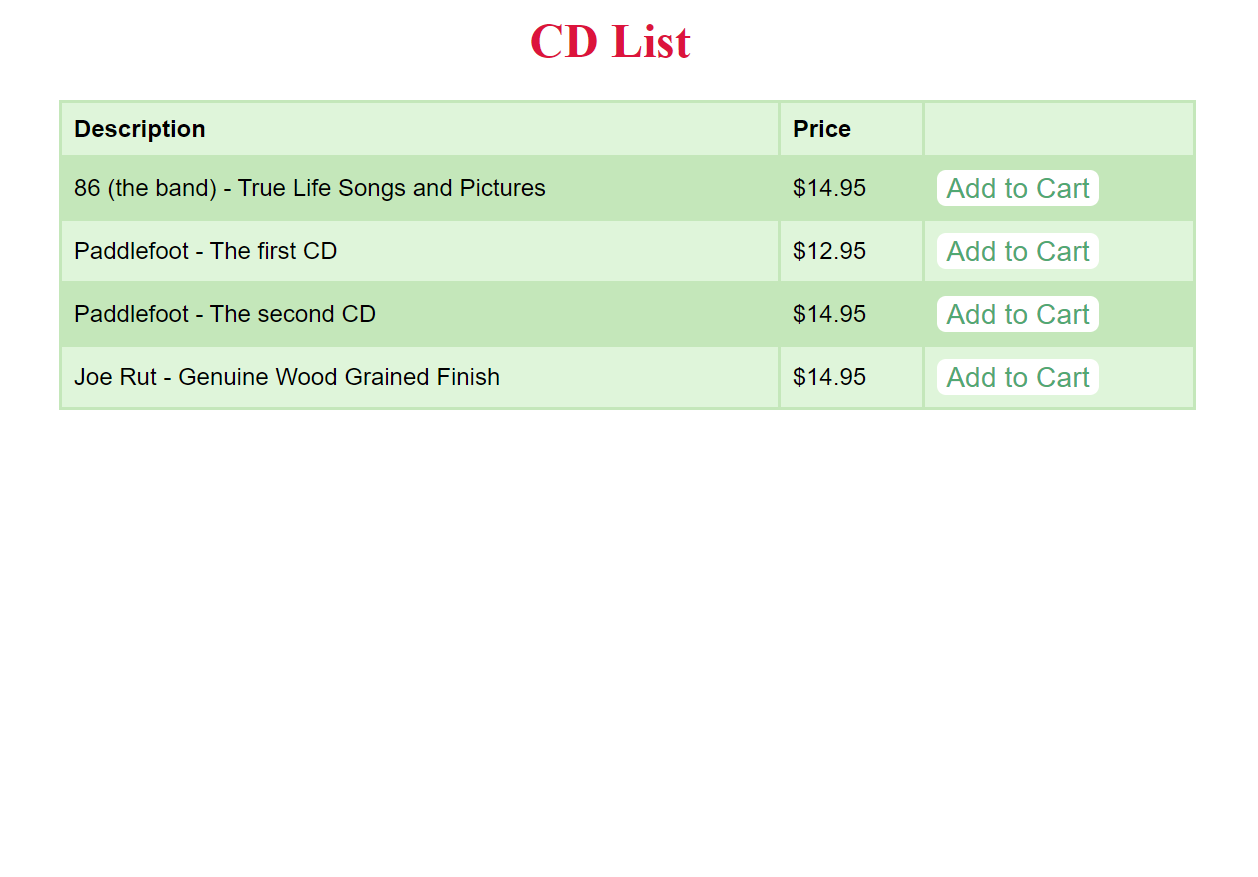 CD List
Description Price
86 (the band) - True Life Songs and Pictures $14.95 Add to Cart
Paddlefoot - The first CD $12.95 Add to Cart
Paddlefoot - The second CD $14.95 Add to Cart
Joe Rut - Genuine Wood Grained Finish $14.95 Add to Cart